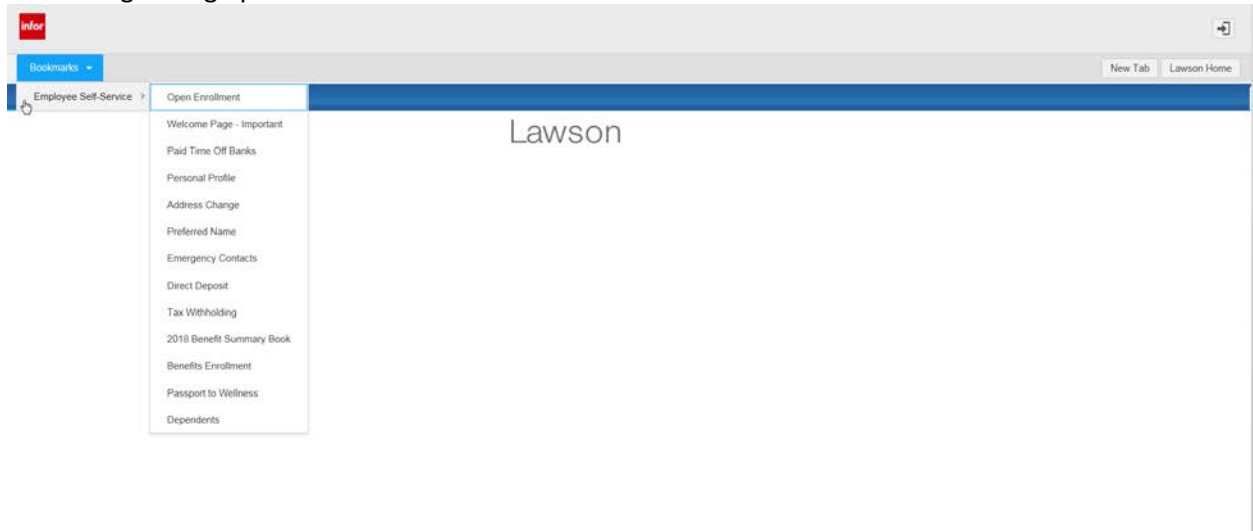 infor
Bookmarks
New Tab
Lawson Home
Employee Self-Service
Open Enrollment
Welcome Page - Important
Paid Time Off Banks
Personal Profile
Address Change
Preferred Name
Emergency Contacts
Direct Deposit
Tax Withholding
2018 Benefit Summary Book
Benefits Enrollment
Passport to Wellness
Dependents
Lawson